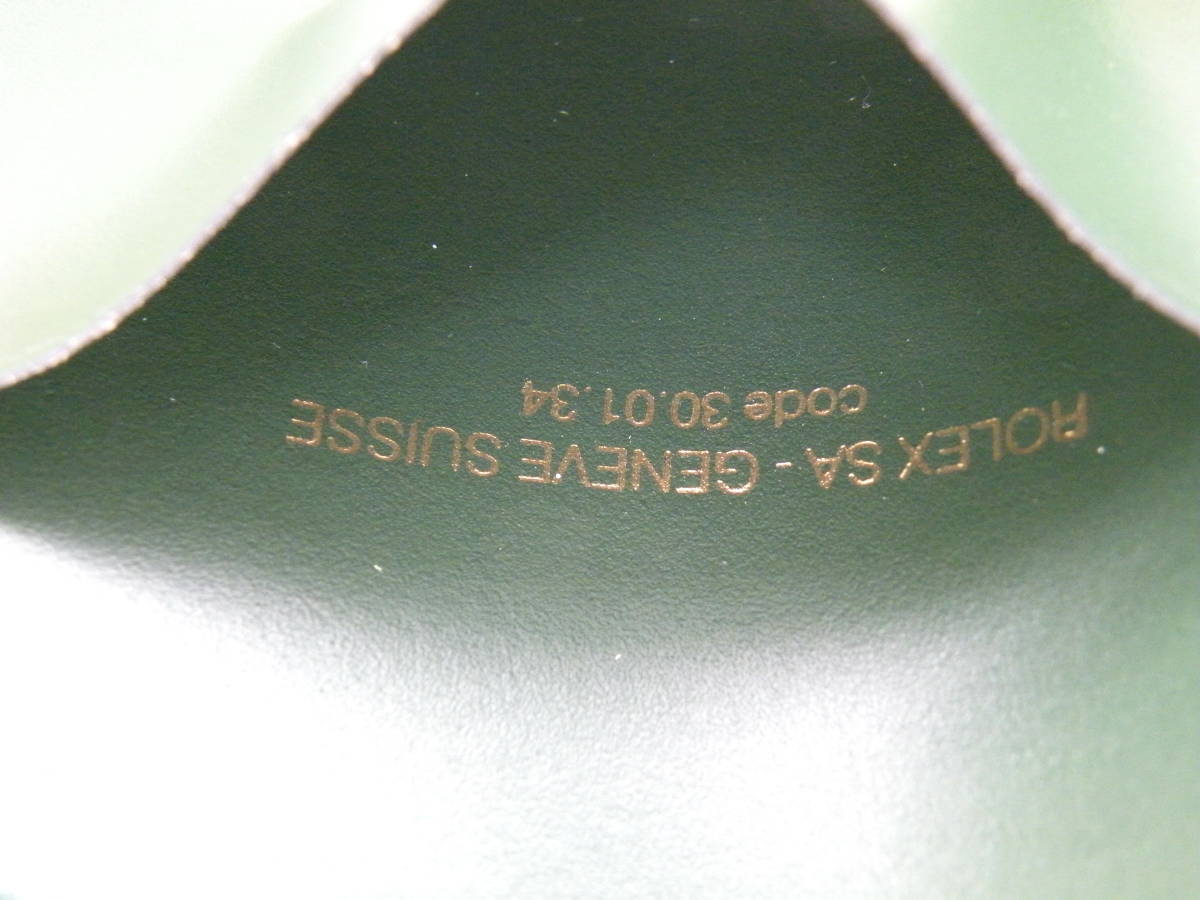 ROLEX SA - GENEVE SUISSE
code 30.01.34